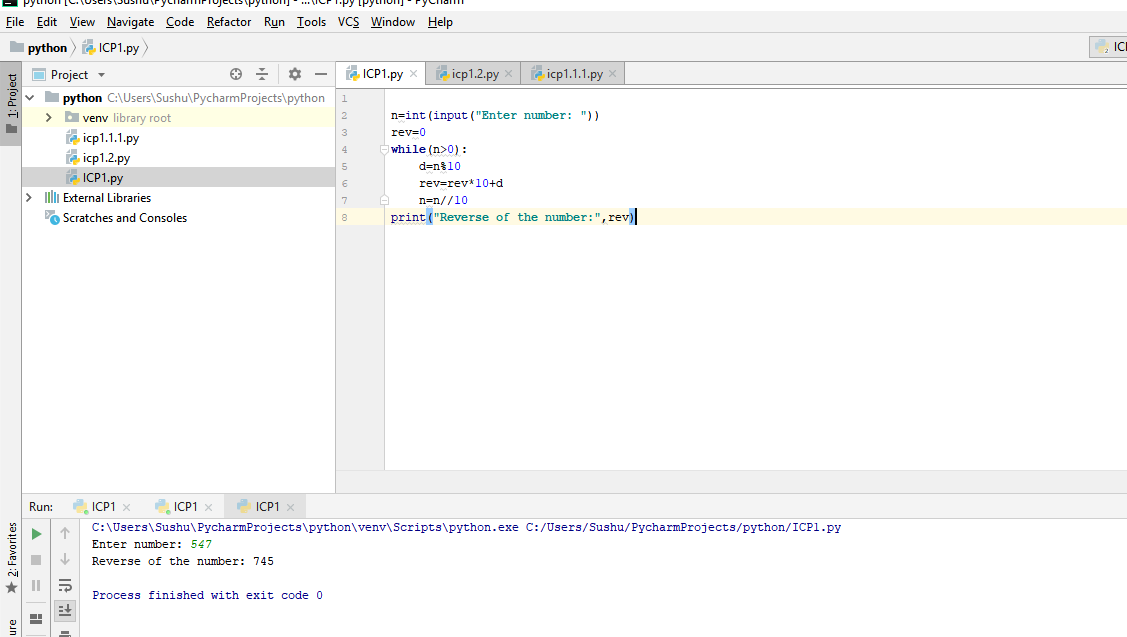 python [C:\Users\Sushu\PycharmProjects\python] - ...\ICP1.py [python] - PyCharm
File Edit View Navigate Code Refactor Run Tools VCS Window Help
python ICP1.py
1: Project
Project
ICP1.py icp1.2.py icp1.1.1.py
python C:\Users\Sushu\PycharmProjects\python
venv library root
icp1.1.1.py
icp1.2.py
ICP1.py
External Libraries
Scratches and Consoles
1
2 n=int(input("Enter number: "))
3 rev=0
4 while(n>0):
5 d=n%10
6 rev=rev*10+d
7 n=n//10
8 print("Reverse of the number:",rev)
Run: ICP1 ICP1 ICP1
2: Favorites
C:\Users\Sushu\PycharmProjects\python\venv\Scripts\python.exe C:/Users/Sushu/PycharmProjects/python/ICP1.py
Enter number: 547
Reverse of the number: 745
Process finished with exit code 0